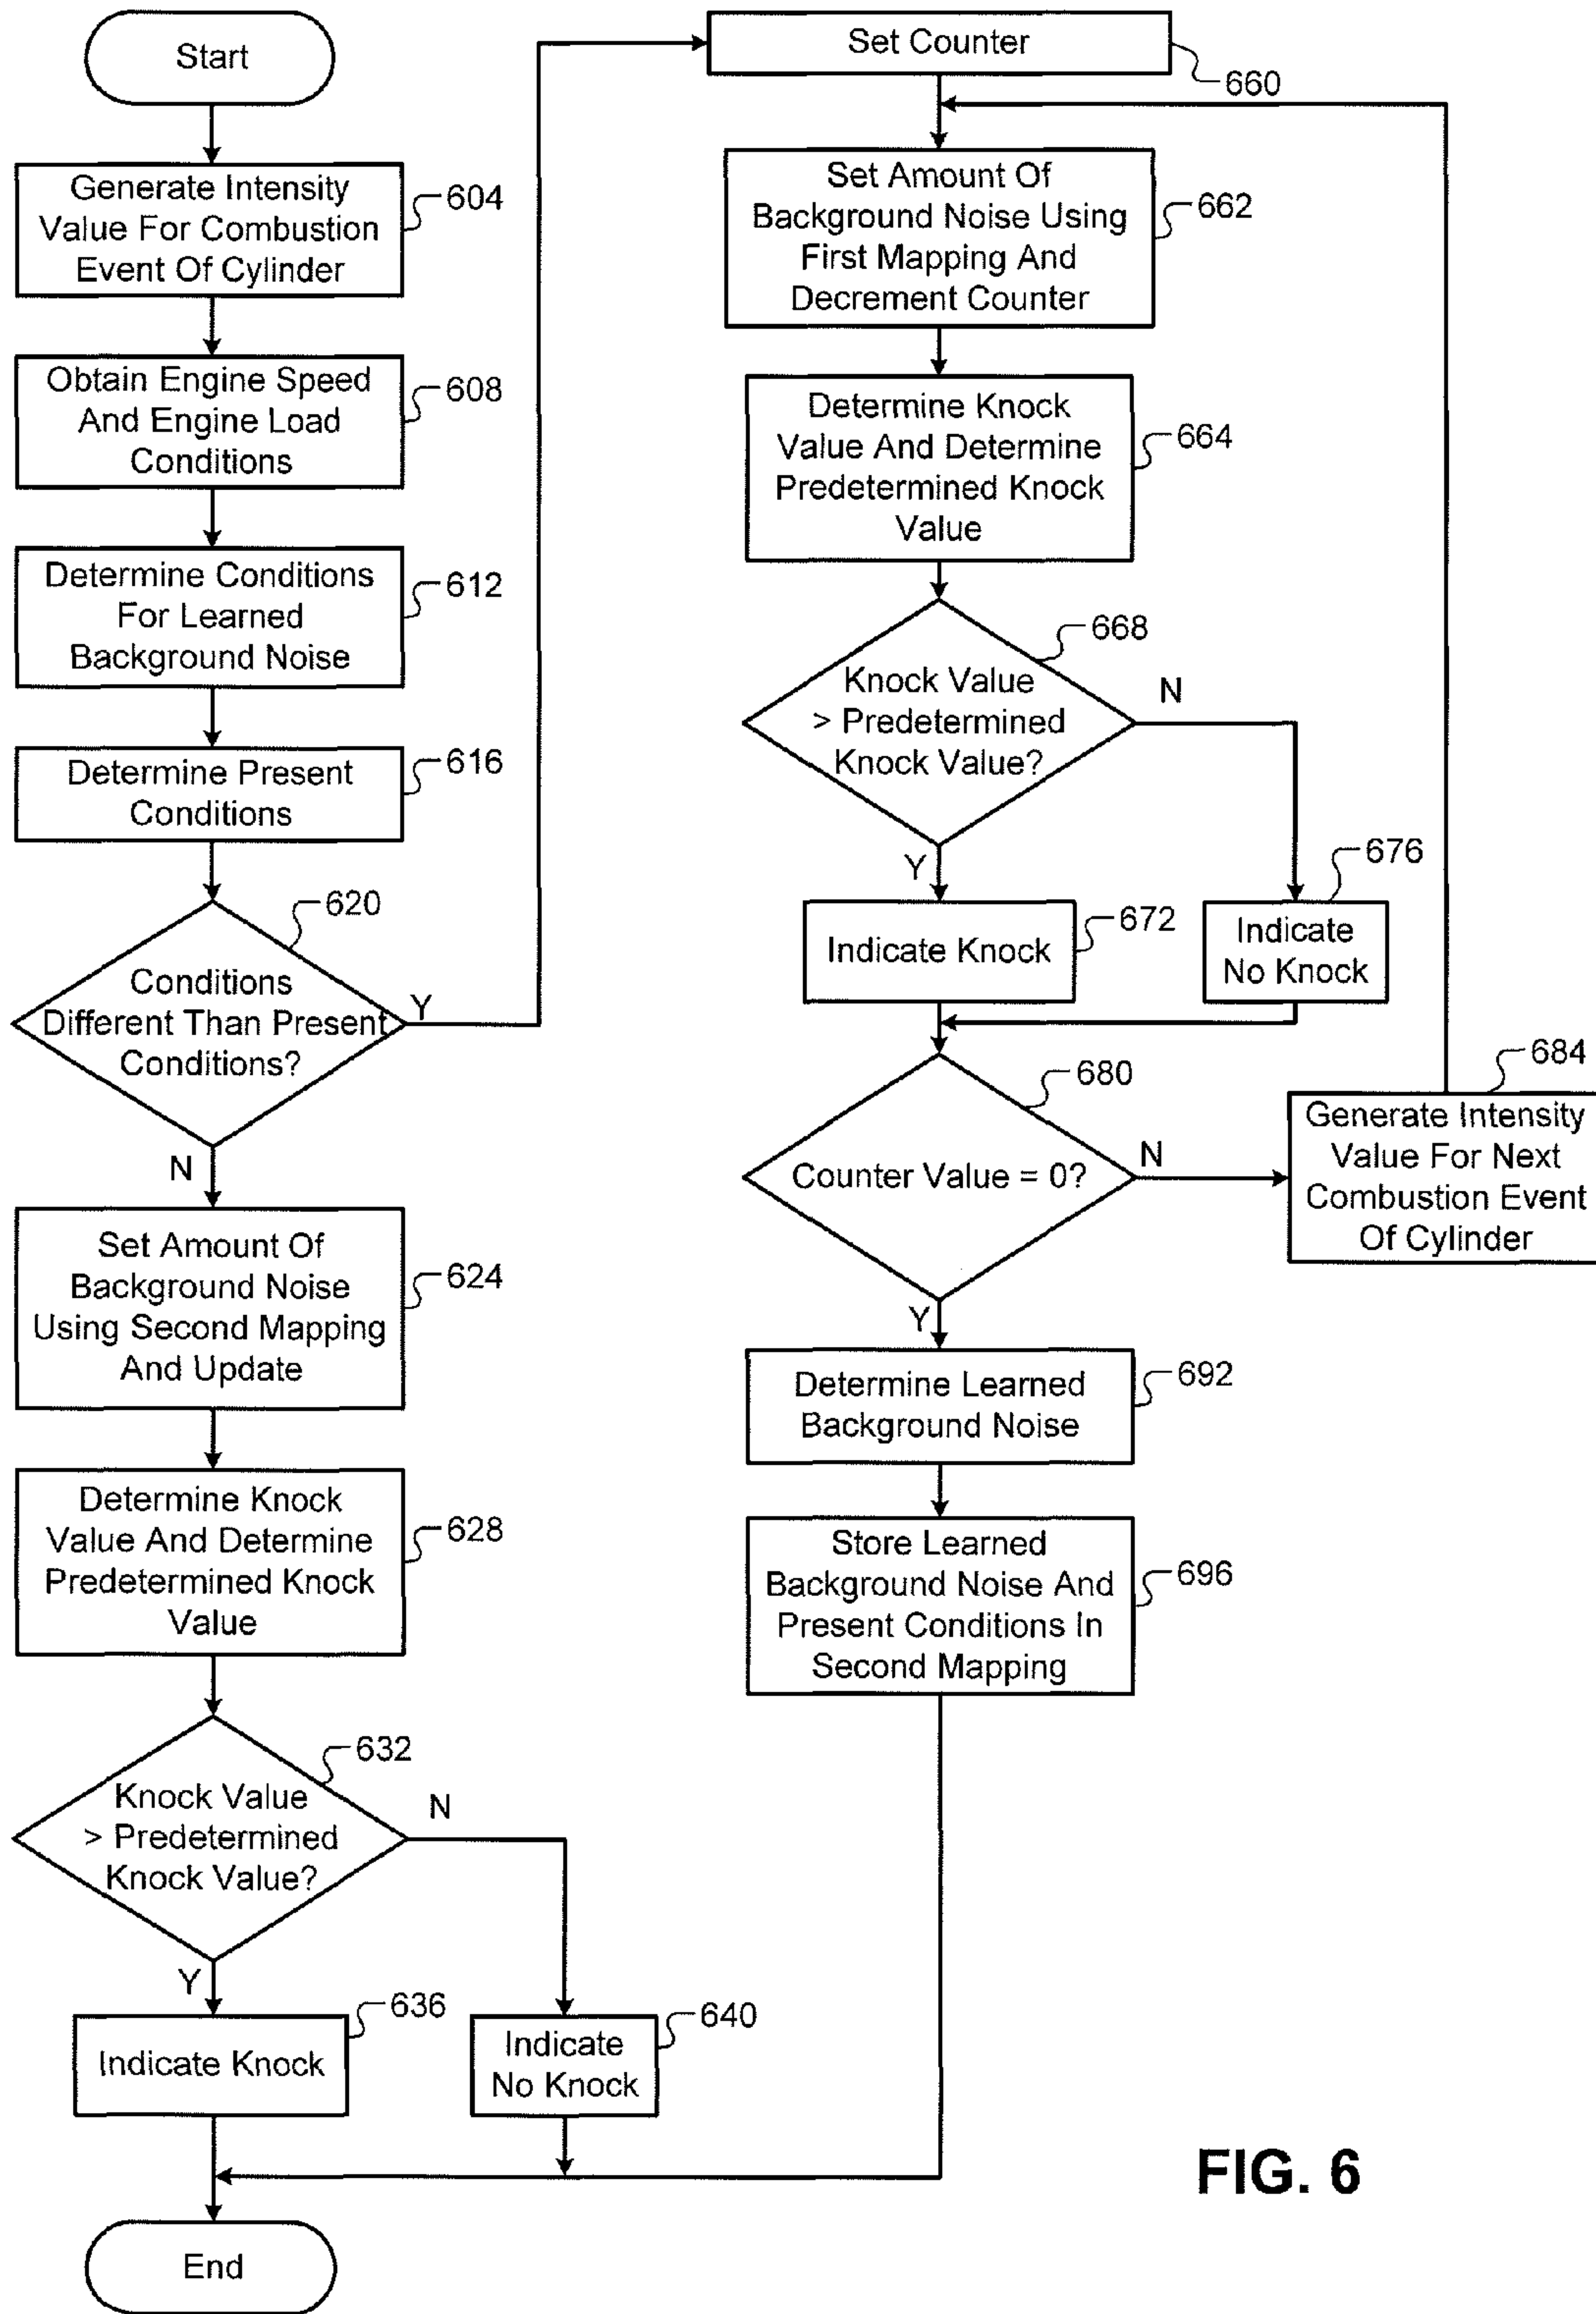 Start
Generate Intensity
Value For Combustion
Event Of Cylinder
604
Obtain Engine Speed
And Engine Load
Conditions
608
Determine Conditions
For Learned
Background Noise
612
Determine Present
Conditions
616
620
Conditions
Different Than Present
Conditions?
Y
N
Set Amount Of
Background Noise
Using Second Mapping
And Update
624
Determine Knock
Value And Determine
Predetermined Knock
Value
628
632
Knock Value
> Predetermined
Knock Value?
N
Y
Indicate Knock
636
Indicate
No Knock
640
End
Set Counter
660
Set Amount Of
Background Noise Using
First Mapping And
Decrement Counter
662
Determine Knock
Value And Determine
Predetermined Knock
Value
664
668
Knock Value
> Predetermined
Knock Value?
N
Y
Indicate Knock
672
676
Indicate
No Knock
680
Counter Value = 0?
N
Y
684
Generate Intensity
Value For Next
Combustion Event
Of Cylinder
Determine Learned
Background Noise
692
Store Learned
Background Noise And
Present Conditions In
Second Mapping
696
FIG. 6